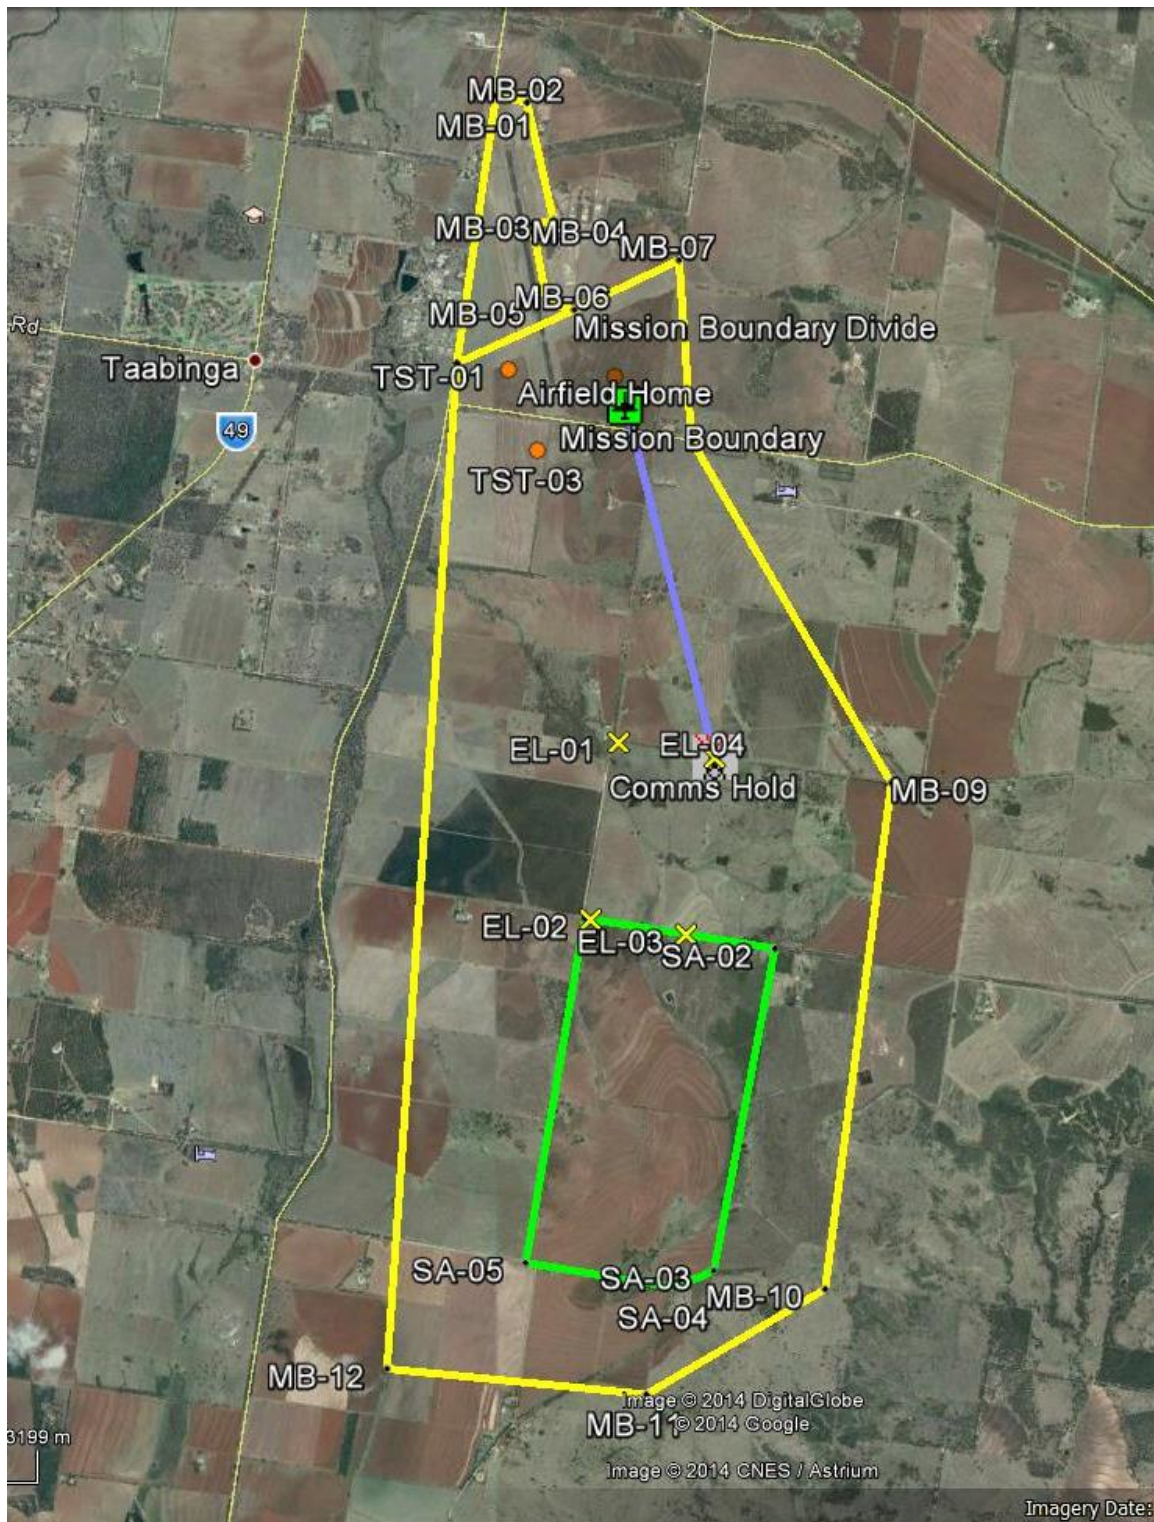 MB-02
MB-01
MB-03
MB-04
MB-07
MB-06
MB-05
Mission Boundary Divide
Rd
Taabinga
TST-01
Airfield Home
49
Mission Boundary
TST-03
EL-01
EL-04
Comms Hold
MB-09
EL-02
EL-03
SA-02
SA-05
SA-03
MB-10
SA-04
MB-12
Image © 2014 DigitalGlobe
MB-11
© 2014 Google
3199 m
Image © 2014 CNES / Astrium
Imagery Date: